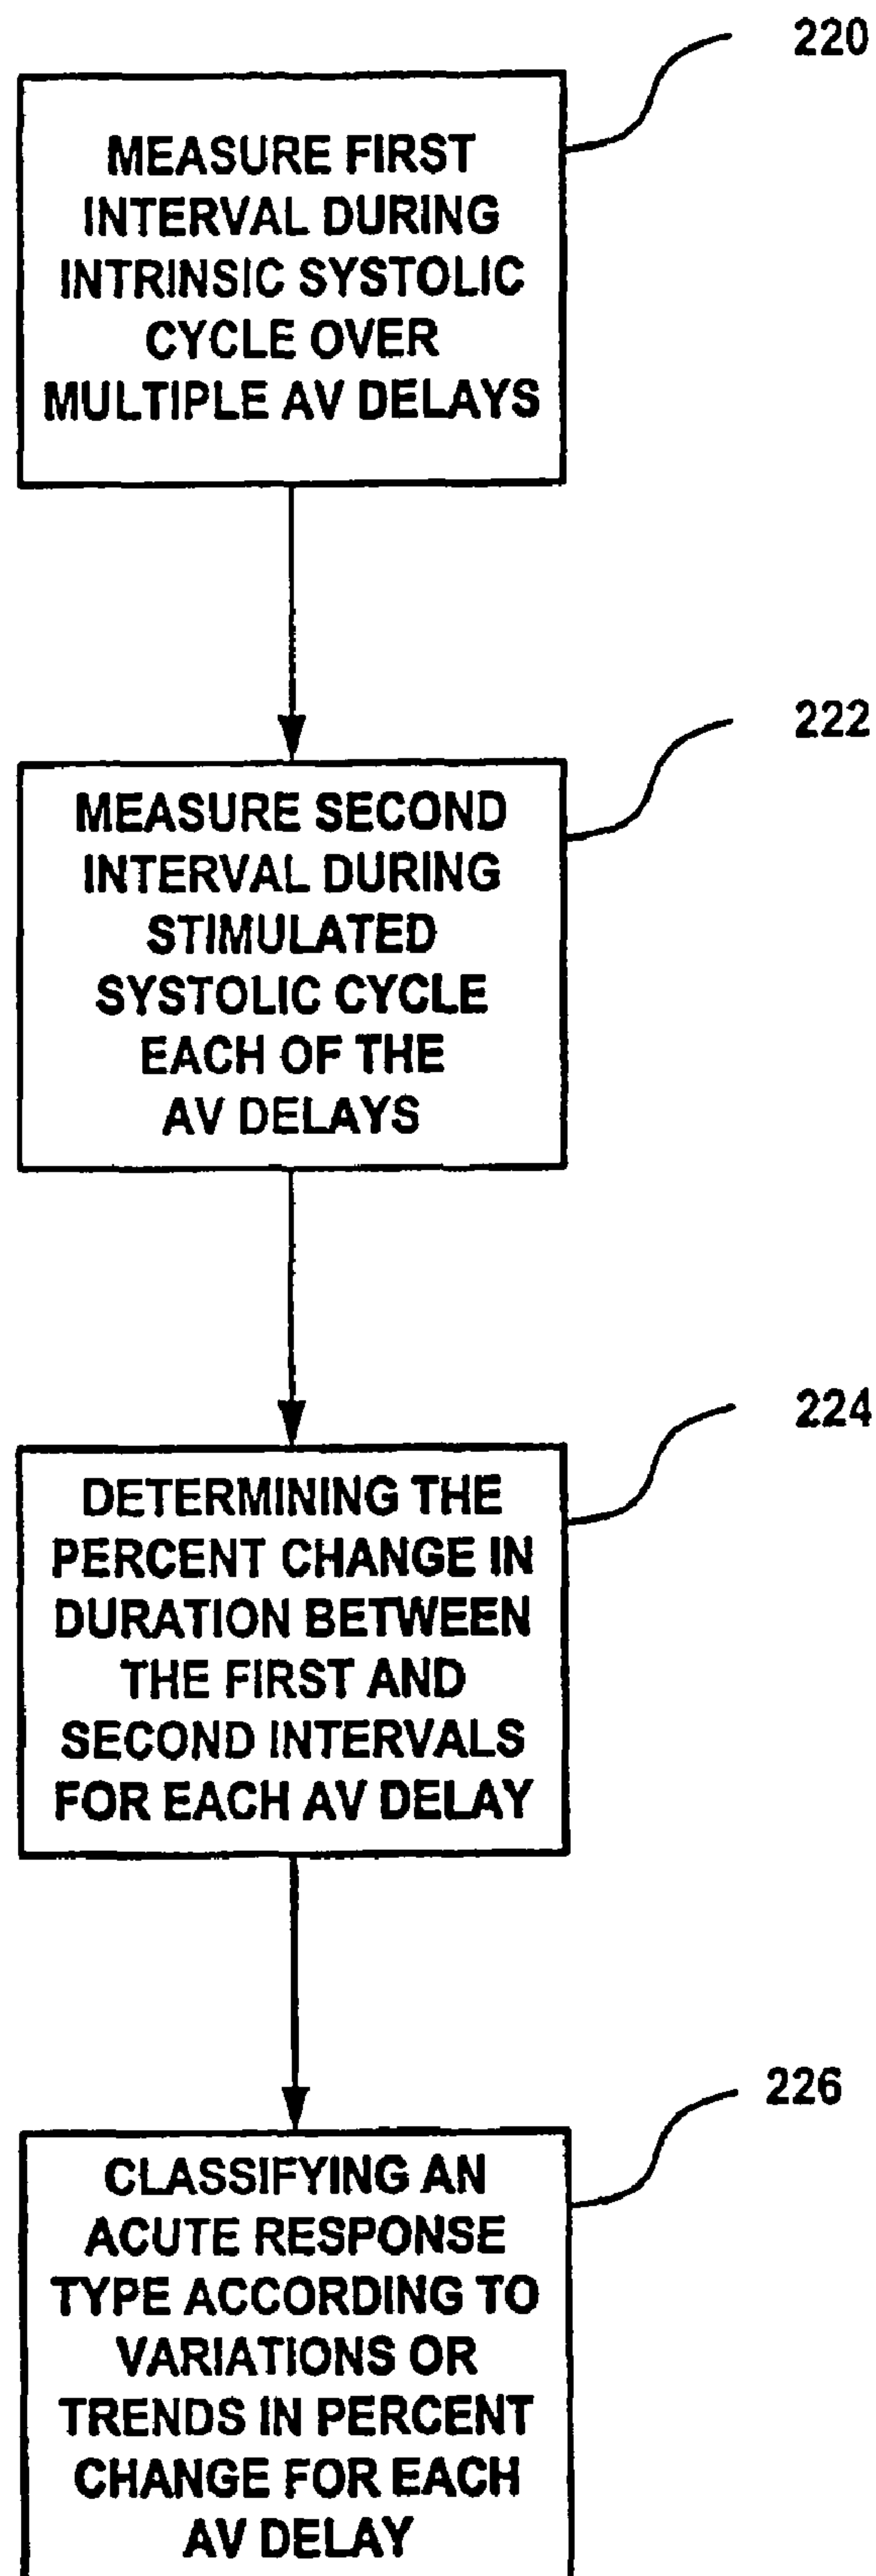 220
MEASURE FIRST
INTERVAL DURING
INTRINSIC SYSTOLIC
CYCLE OVER
MULTIPLE AV DELAYS
222
MEASURE SECOND
INTERVAL DURING
STIMULATED
SYSTOLIC CYCLE
EACH OF THE
AV DELAYS
224
DETERMINING THE
PERCENT CHANGE IN
DURATION BETWEEN
THE FIRST AND
SECOND INTERVALS
FOR EACH AV DELAY
226
CLASSIFYING AN
ACUTE RESPONSE
TYPE ACCORDING TO
VARIATIONS OR
TRENDS IN PERCENT
CHANGE FOR EACH
AV DELAY